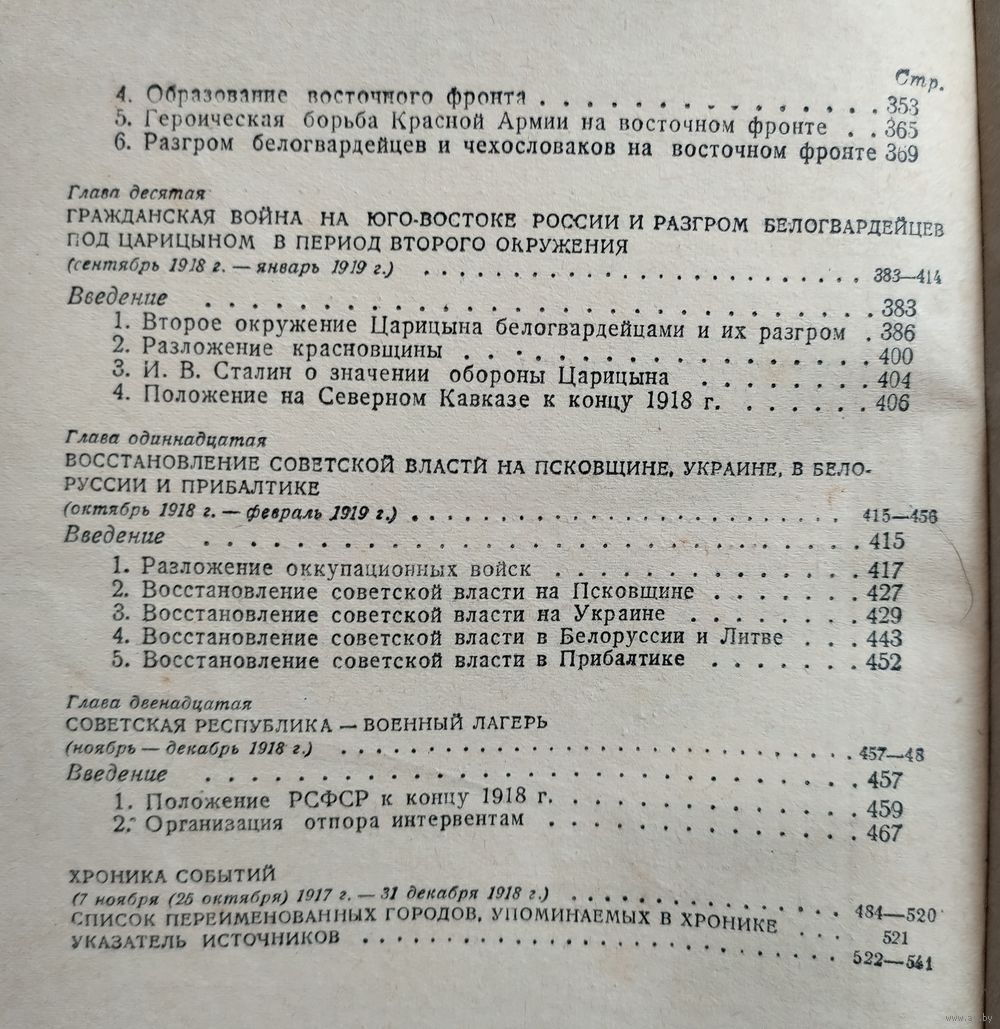 Стр.
4. Образование восточного фронта . . . . . . . . . . . . . . . 353
5. Героическая борьба Красной Армии на восточном фронте . . 365
6. Разгром белогвардейцев и чехословаков на восточном фронте 369
Глава десятая
ГРАЖДАНСКАЯ ВОЙНА НА ЮГО-ВОСТОКЕ РОССИИ И РАЗГРОМ БЕЛОГВАРДЕЙЦЕВ
ПОД ЦАРИЦЫНОМ В ПЕРИОД ВТОРОГО ОКРУЖЕНИЯ
(сентябрь 1918 г. — январь 1919 г.) . . . . . . . . . . . . . . . . . . . . 383—414
Введение . . . . . . . . . . . . . . . . . . . . . . . . . . . 383
1. Второе окружение Царицына белогвардейцами и их разгром . 386
2. Разложение красновщины . . . . . . . . . . . . . . . . . . 400
3. И. В. Сталин о значении обороны Царицына . . . . . . . . 404
4. Положение на Северном Кавказе к концу 1918 г. . . . . . . 406
Глава одиннадцатая
ВОССТАНОВЛЕНИЕ СОВЕТСКОЙ ВЛАСТИ НА ПСКОВЩИНЕ, УКРАИНЕ, В БЕЛО-
РУССИИ И ПРИБАЛТИКЕ
(октябрь 1918 г. — февраль 1919 г.) . . . . . . . . . . . . . . . . . . . . 415—456
Введение . . . . . . . . . . . . . . . . . . . . . . . . . . . 415
1. Разложение оккупационных войск . . . . . . . . . . . . . . 417
2. Восстановление советской власти на Псковщине . . . . . . . 427
3. Восстановление советской власти на Украине . . . . . . . . 429
4. Восстановление советской власти в Белоруссии и Литве . . . 443
5. Восстановление советской власти в Прибалтике . . . . . . . 452
Глава двенадцатая
СОВЕТСКАЯ РЕСПУБЛИКА — ВОЕННЫЙ ЛАГЕРЬ
(ноябрь — декабрь 1918 г.) . . . . . . . . . . . . . . . . . . . . . . . . 457—48
Введение . . . . . . . . . . . . . . . . . . . . . . . . . . . 457
1. Положение РСФСР к концу 1918 г. . . . . . . . . . . . . . 459
2. Организация отпора интервентам . . . . . . . . . . . . . . 467
ХРОНИКА СОБЫТИЙ
(7 ноября (25 октября) 1917 г. — 31 декабря 1918 г.) . . . . . . . . . . . . . 484—520
СПИСОК ПЕРЕИМЕНОВАННЫХ ГОРОДОВ, УПОМИНАЕМЫХ В ХРОНИКЕ . . . 521
УКАЗАТЕЛЬ ИСТОЧНИКОВ . . . . . . . . . . . . . . . . . . . . . . . 522—541